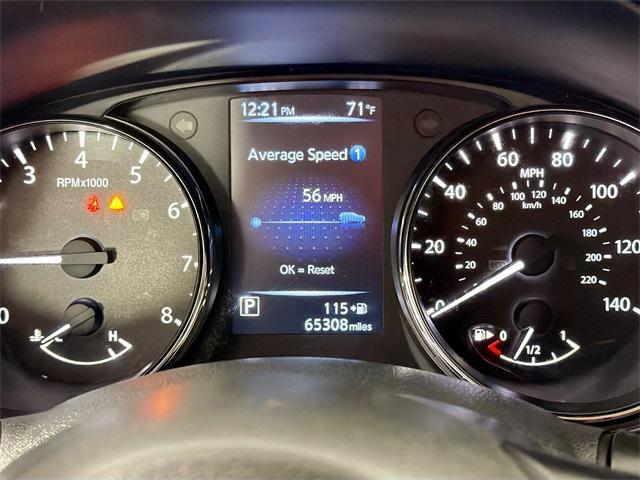 12:21 PM 71°F
Average Speed 1
56 MPH
OK = Reset
P 115
65308 miles
3 4 5 6 7 8
RPMx1000
H
0 20 40 60 80 100 120 140
MPH
20 40 60 80 100 120 140 160 180 200 220
km/h
0 1/2 1